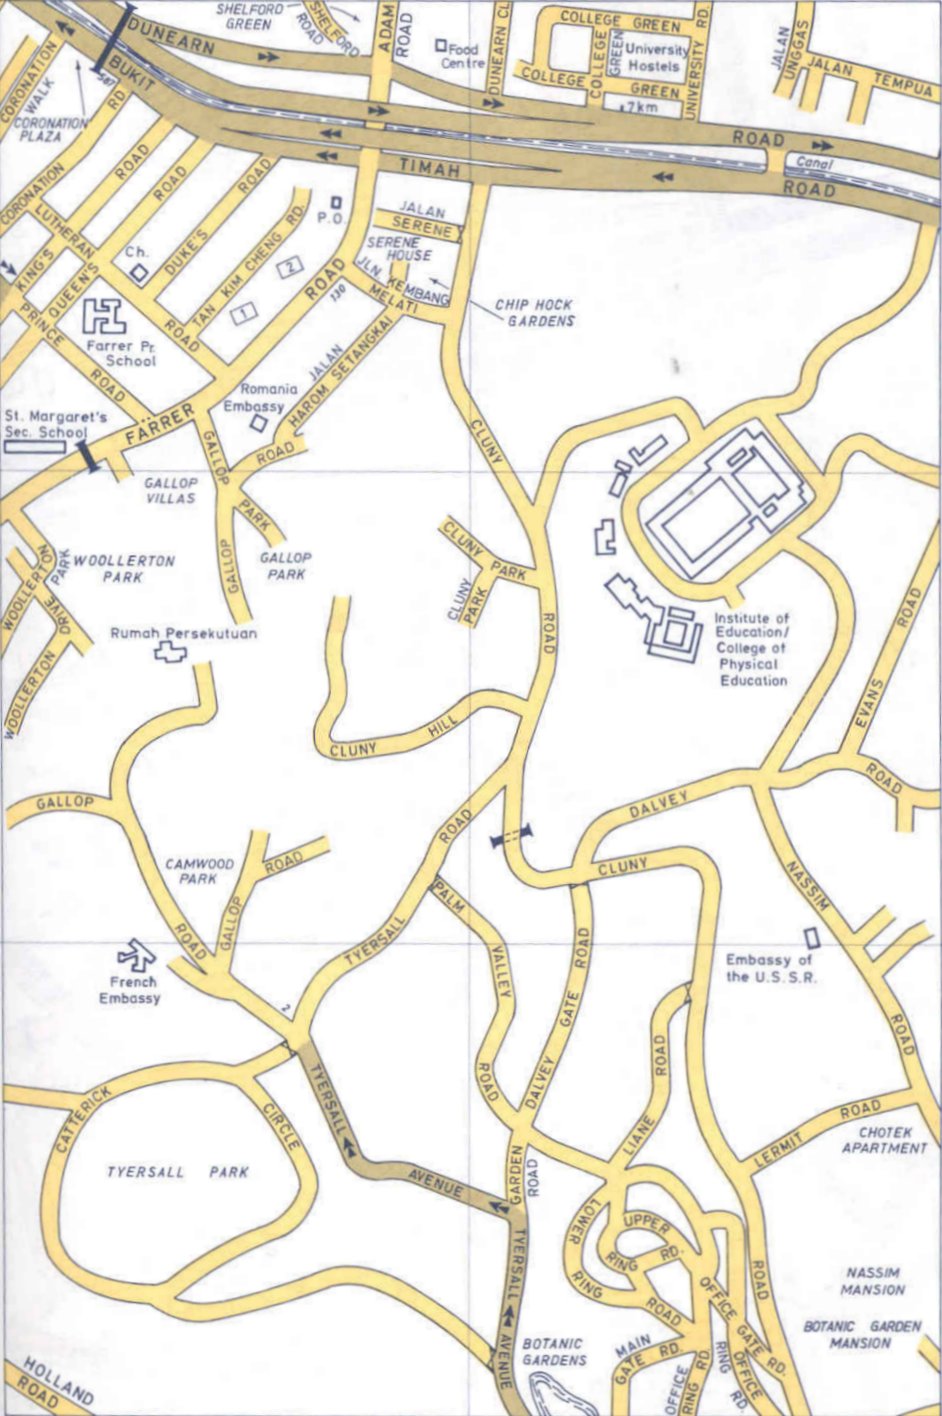 SHELFORD
GREEN
SHELFORD
ROAD
ADAM
ROAD
Food
Centre
DUNEARN CL
COLLEGE GREEN
COLLEGE
GREEN
University
Hostels
UNIVERSITY RD.
COLLEGE GREEN
7km
JALAN
UNGGAS
JALAN TEMPUA
DUNEARN
ROAD
Canal
BUKIT
TIMAH
ROAD
CORONATION
WALK
CORONATION
PLAZA
CORONATION RD.
KING'S ROAD
LUTHERAN
ROAD
QUEEN'S ROAD
DUKE'S ROAD
TAN KIM CHENG RD.
Ch.
1
2
P.O.
130
JALAN
SERENE
SERENE
HOUSE
JLN KEMBANG
MELATI
CHIP HOCK
GARDENS
PRINCE
ROAD
Farrer Pr.
School
FARRER
ROAD
Romania
Embassy
JALAN
HAROM SETANGKAI
St. Margaret's
Sec. School
GALLOP
ROAD
GALLOP
VILLAS
PARK
GALLOP
GALLOP
PARK
CLUNY
ROAD
CLUNY
PARK
CLUNY
PARK
WOOLLERTON
PARK
WOOLLERTON
PARK
WOOLLERTON
DRIVE
Rumah Persekutuan
Institute of
Education/
College of
Physical
Education
EVANS
ROAD
ROAD
CLUNY HILL
GALLOP
ROAD
CAMWOOD
PARK
GALLOP
ROAD
DALVEY
ROAD
CLUNY
NASSIM
ROAD
TYERSALL
ROAD
PALM
VALLEY
ROAD
DALVEY GATE ROAD
French
Embassy
Embassy of
the U.S.S.R.
2
LIANE ROAD
CATTERICK
CIRCLE
TYERSALL PARK
TYERSALL
AVENUE
GARDEN
ROAD
LERMIT ROAD
CHOTEK
APARTMENT
LOWER
RING
ROAD
UPPER
RING RD.
OFFICE GATE RD.
ROAD
NASSIM
MANSION
BOTANIC GARDEN
MANSION
TYERSALL
AVENUE
BOTANIC
GARDENS
MAIN
GATE RD.
OFFICE
RING RD.
RING
OFFICE
RD.
HOLLAND
ROAD